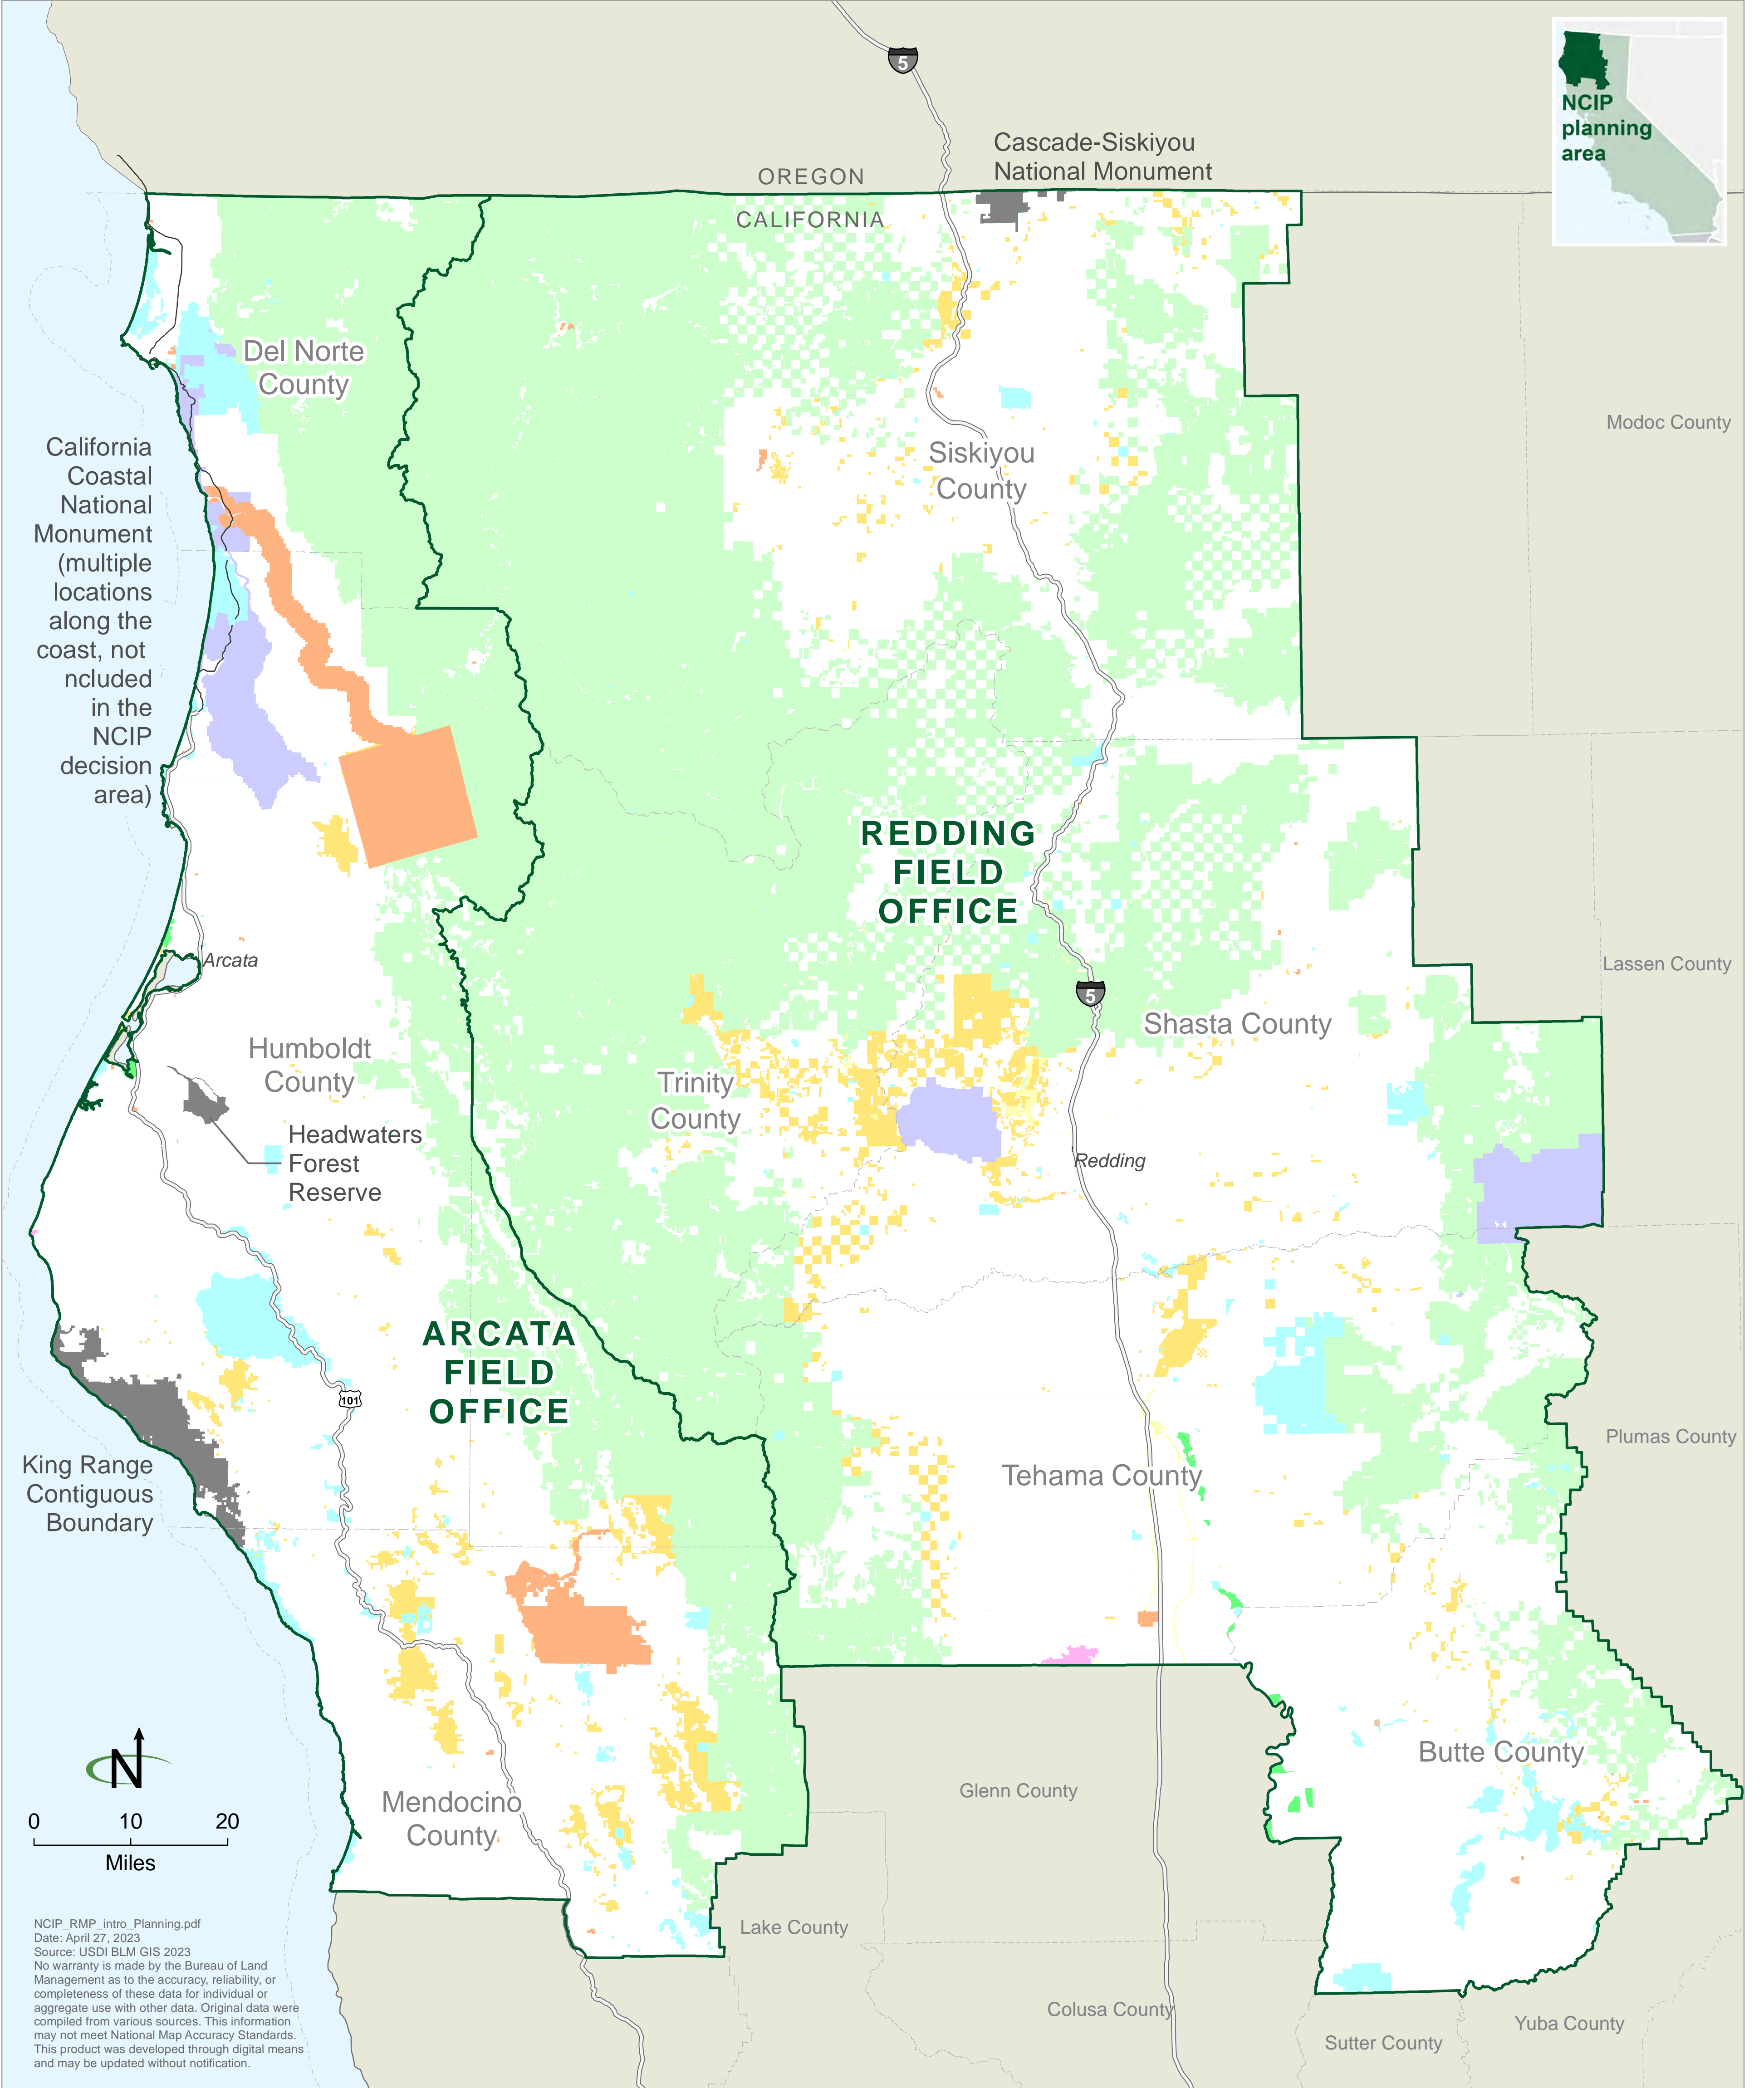 5
NCIP
planning
area
Cascade-Siskiyou
National Monument
OREGON
CALIFORNIA
Del Norte
County
California
Coastal
National
Monument
(multiple
locations
along the
coast, not
ncluded
in the
NCIP
decision
area)
Siskiyou
County
Modoc County
REDDING
FIELD
OFFICE
Arcata
Lassen County
5
Shasta County
Humboldt
County
Trinity
County
Headwaters
Forest
Reserve
Redding
ARCATA
FIELD
OFFICE
101
King Range
Contiguous
Boundary
Tehama County
Plumas County
Butte County
Glenn County
Mendocino
County
N
0 10 20
Miles
Lake County
Colusa County
Sutter County
Yuba County
NCIP_RMP_intro_Planning.pdf
Date: April 27, 2023
Source: USDI BLM GIS 2023
No warranty is made by the Bureau of Land
Management as to the accuracy, reliability, or
completeness of these data for individual or
aggregate use with other data. Original data were
compiled from various sources. This information
may not meet National Map Accuracy Standards.
This product was developed through digital means
and may be updated without notification.